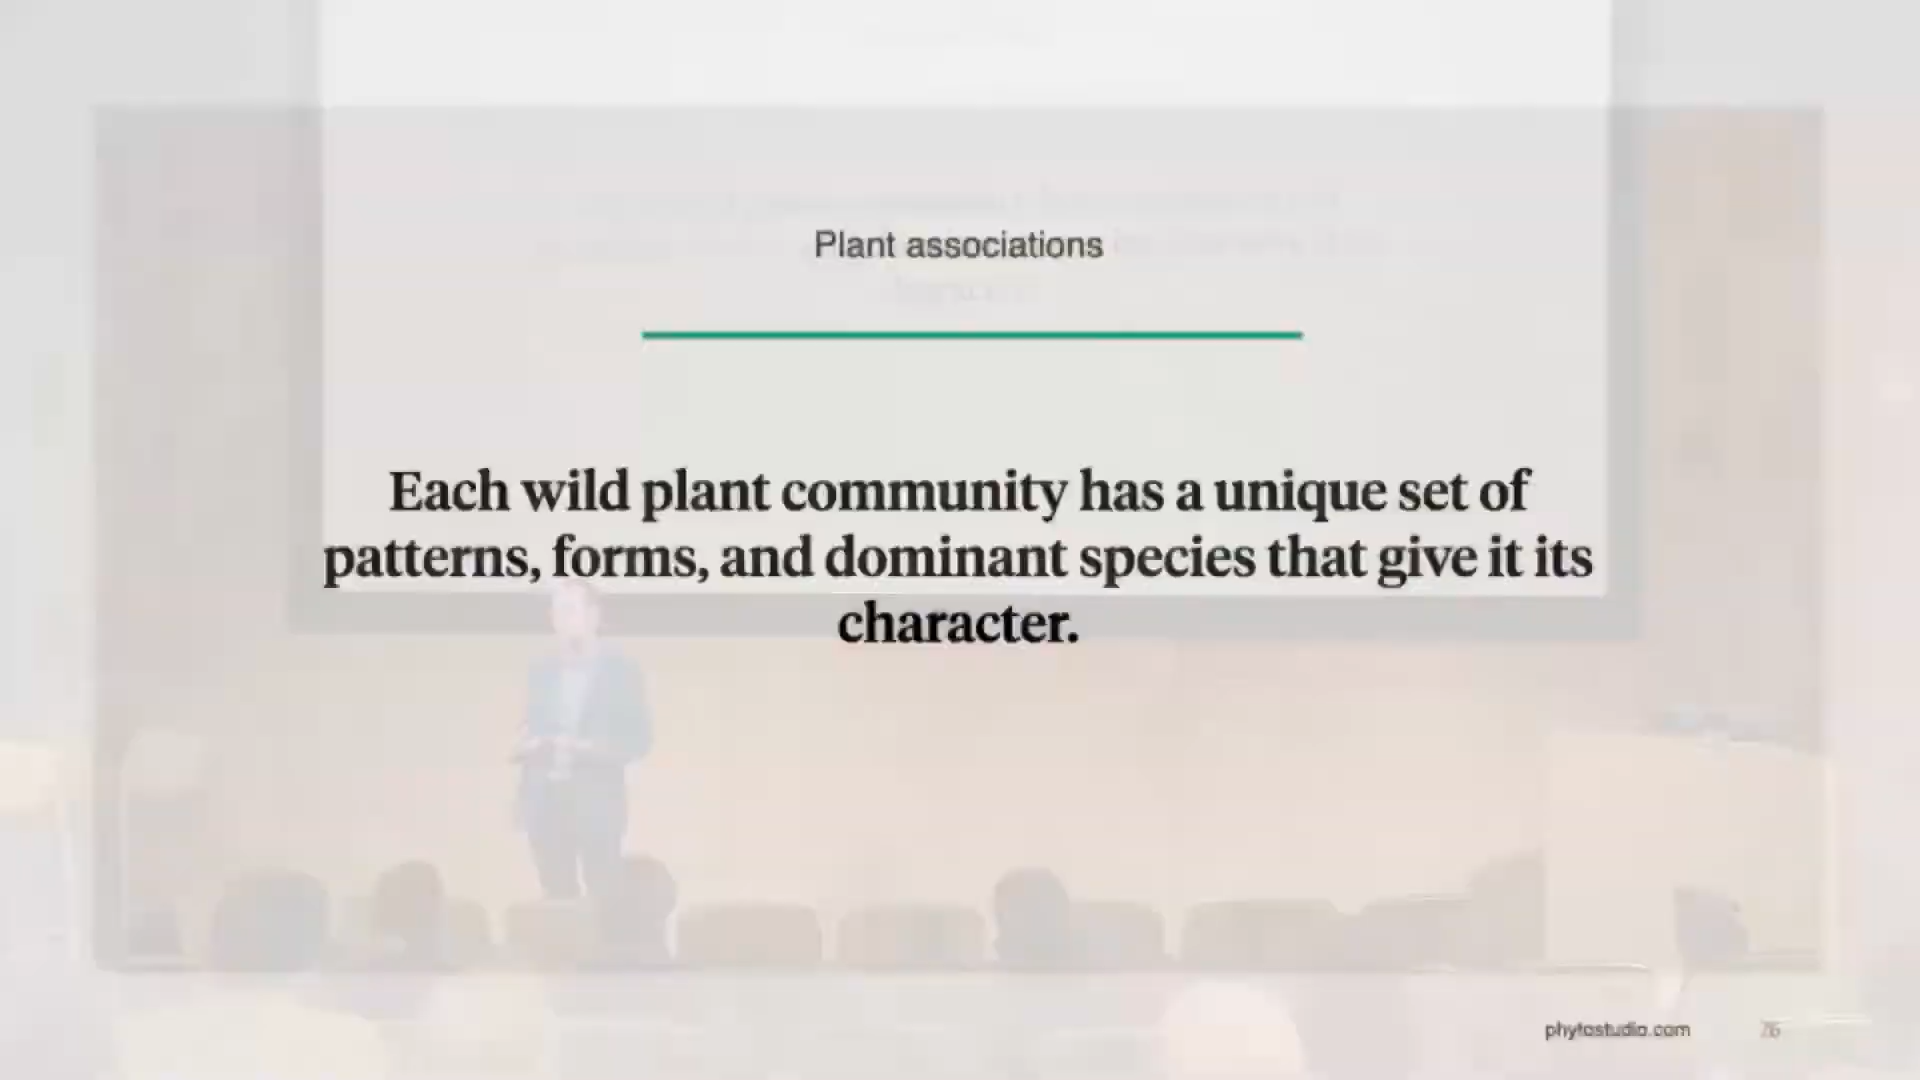 Plant associations
Each wild plant community has a unique set of
patterns, forms, and dominant species that give it its
character.
phytostudio.com
26